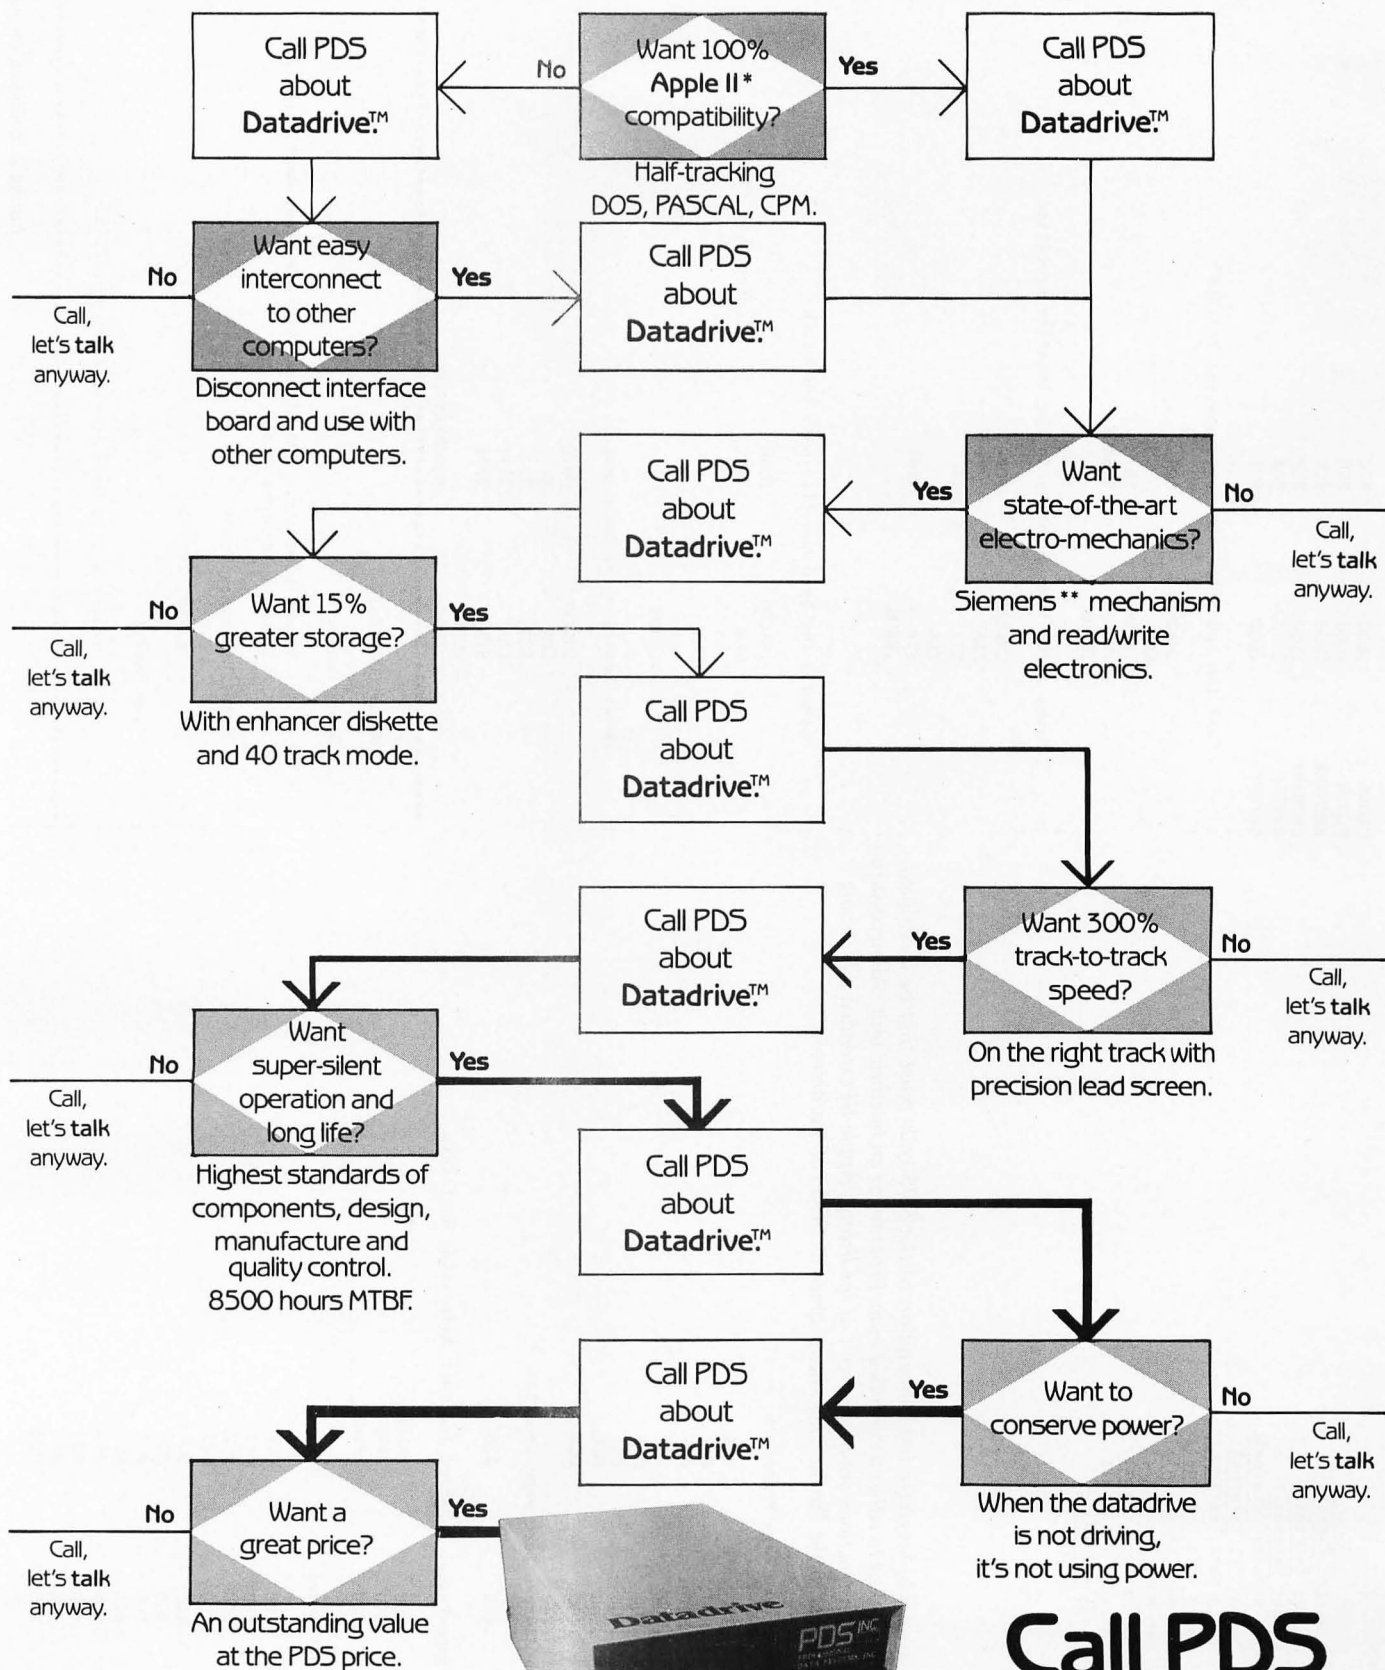 Call PDS
about
Datadrive.™
No
Want 100%
Apple II*
compatibility?
Yes
Call PDS
about
Datadrive.™
Half-tracking
DOS, PASCAL, CPM.
No
Call,
let's talk
anyway.
Want easy
interconnect
to other
computers?
Yes
Call PDS
about
Datadrive.™
Disconnect interface
board and use with
other computers.
Call PDS
about
Datadrive.™
Yes
Want
state-of-the-art
electro-mechanics?
No
Call,
let's talk
anyway.
Siemens** mechanism
and read/write
electronics.
No
Call,
let's talk
anyway.
Want 15%
greater storage?
Yes
With enhancer diskette
and 40 track mode.
Call PDS
about
Datadrive.™
Call PDS
about
Datadrive.™
Yes
Want 300%
track-to-track
speed?
No
Call,
let's talk
anyway.
On the right track with
precision lead screen.
No
Call,
let's talk
anyway.
Want
super-silent
operation and
long life?
Yes
Highest standards of
components, design,
manufacture and
quality control.
8500 hours MTBF.
Call PDS
about
Datadrive.™
Call PDS
about
Datadrive.™
Yes
Want to
conserve power?
No
Call,
let's talk
anyway.
When the datadrive
is not driving,
it's not using power.
No
Call,
let's talk
anyway.
Want a
great price?
Yes
An outstanding value
at the PDS price.
Datadrive
PDS INC
Call PDS